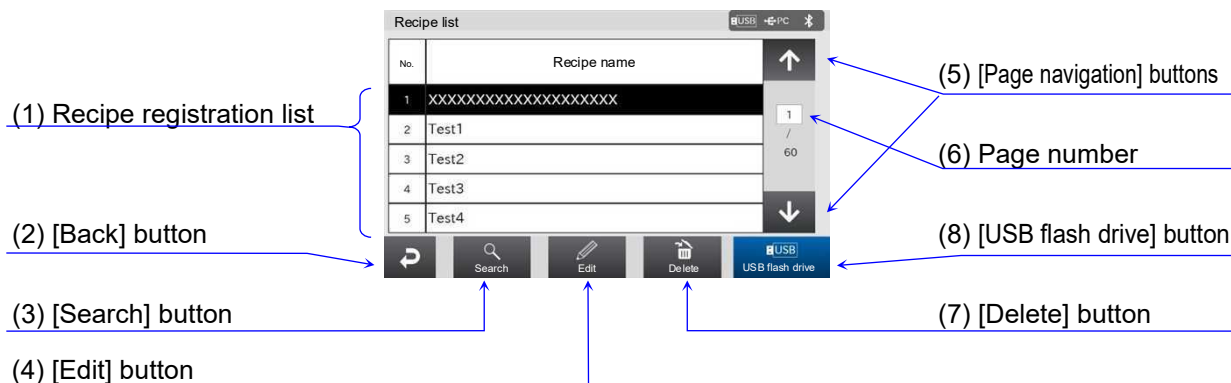 Recipe list
USB PC
No. Recipe name
1 XXXXXXXXXXXXXXXXXXXX
2 Test1
3 Test2
4 Test3
5 Test4
1
/
60
Search
Edit
Delete
USB
USB flash drive
(1) Recipe registration list
(2) [Back] button
(3) [Search] button
(4) [Edit] button
(5) [Page navigation] buttons
(6) Page number
(8) [USB flash drive] button
(7) [Delete] button